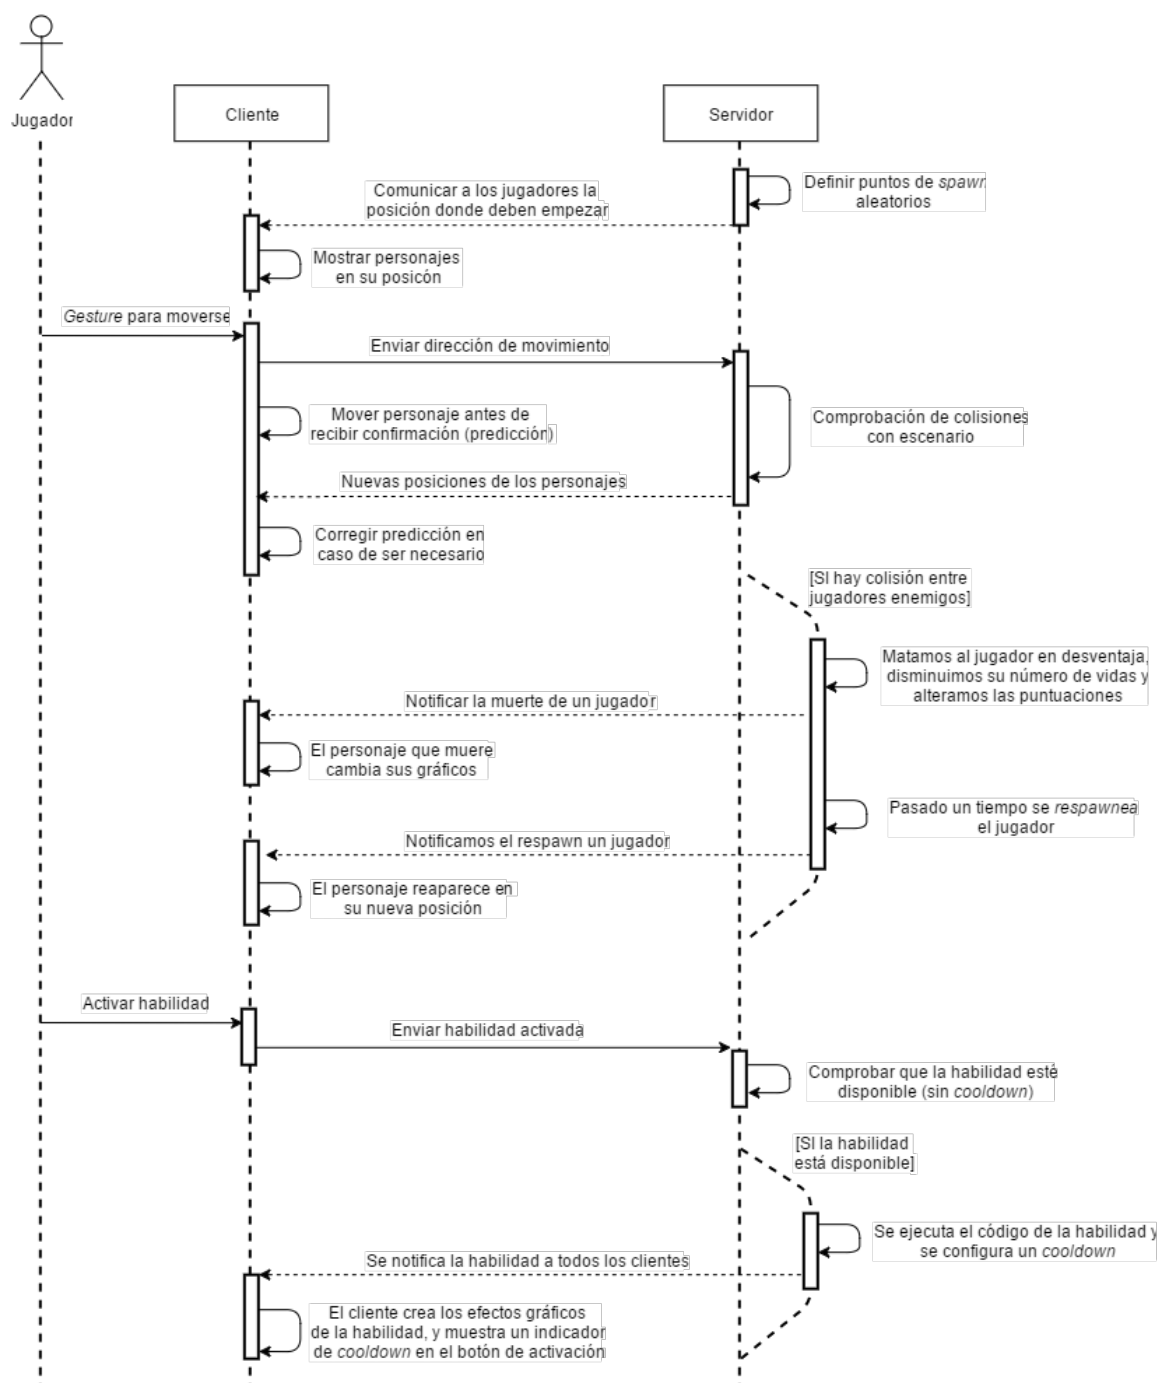 Jugador
Cliente
Servidor
Definir puntos de spawn
aleatorios
Comunicar a los jugadores la
posición donde deben empezar
Mostrar personajes
en su posicón
Gesture para moverse
Enviar dirección de movimiento
Mover personaje antes de
recibir confirmación (predicción)
Comprobación de colisiones
con escenario
Nuevas posiciones de los personajes
Corregir predicción en
caso de ser necesario
[SI hay colisión entre
jugadores enemigos]
Matamos al jugador en desventaja,
disminuimos su número de vidas y
alteramos las puntuaciones
Notificar la muerte de un jugador
El personaje que muere
cambia sus gráficos
Pasado un tiempo se respawnea
el jugador
Notificamos el respawn un jugador
El personaje reaparece en
su nueva posición
Activar habilidad
Enviar habilidad activada
Comprobar que la habilidad esté
disponible (sin cooldown)
[SI la habilidad
está disponible]
Se ejecuta el código de la habilidad y
se configura un cooldown
Se notifica la habilidad a todos los clientes
El cliente crea los efectos gráficos
de la habilidad, y muestra un indicador
de cooldown en el botón de activación